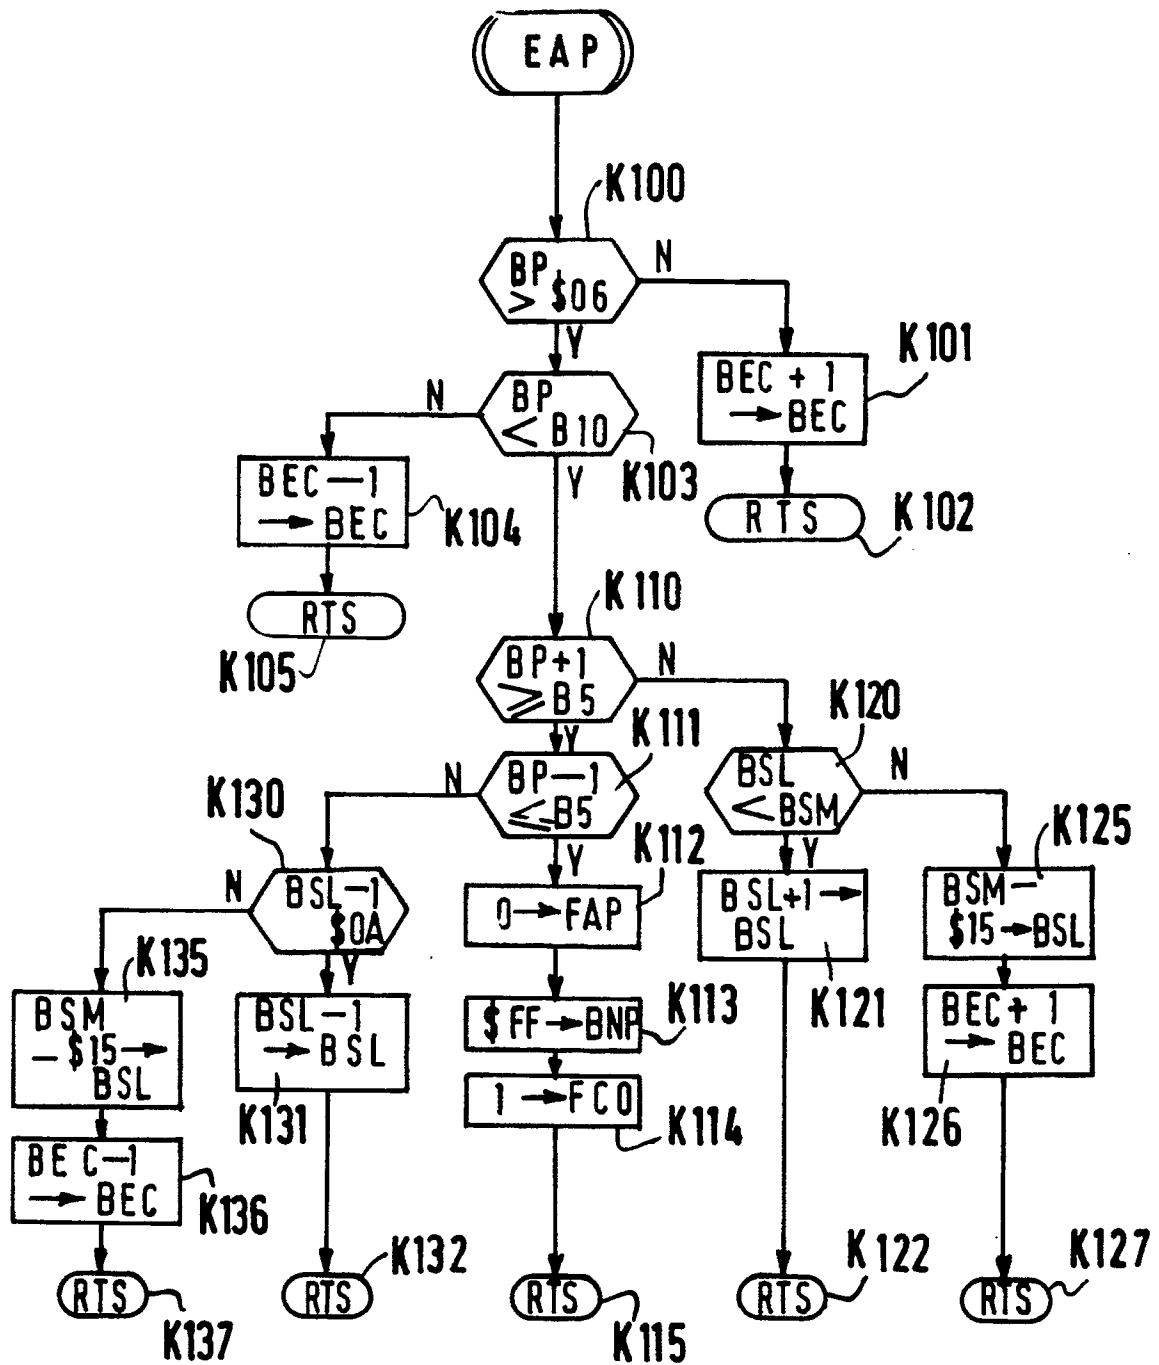 EAP
K100
BP
> $06
N
Y
K101
BEC + 1
→ BEC
N
BP
< B10
K103
Y
BEC—1
→ BEC
K104
RTS
K102
RTS
K105
K110
BP+1
≥ B5
N
Y
K111
K120
BP—1
≤ B5
N
Y
BSL
< BSM
N
Y
K130
BSL—1
$0A
N
Y
K112
0→FAP
BSL+1→
BSL
K121
K125
BSM—
$15→BSL
K135
BSM
—$15→
BSL
BSL—1
→BSL
K131
$FF→BNP
K113
BEC+ 1
→ BEC
K126
1→FC0
K114
BEC—1
→ BEC
K136
RTS
K137
RTS
K132
RTS
K115
RTS
K122
RTS
K127